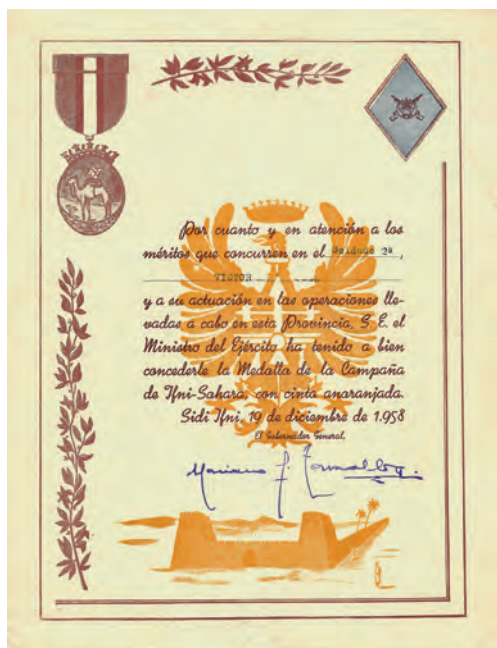 Por cuanto y en atención a los
méritos que concurren en el Soldado 2ª,
VICTOR
y a su actuación en las operaciones lle-
vadas a cabo en esta Provincia, S. E. el
Ministro del Ejército ha tenido a bien
concederle la Medalla de la Campaña
de Ifni-Sahara, con cinta anaranjada.
Sidi Ifni, 19 de diciembre de 1.958
El Gobernador General,
Mariano